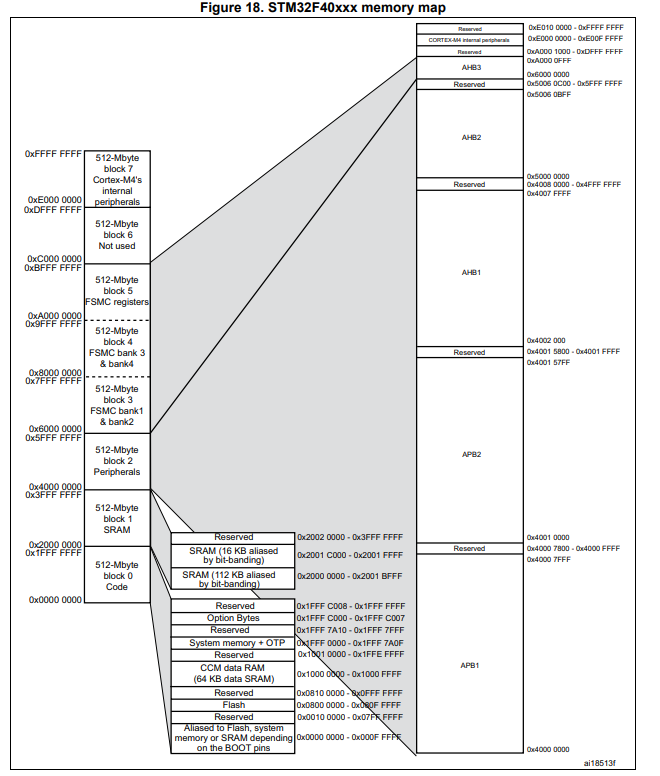 Figure 18. STM32F40xxx memory map
0xFFFF FFFF
512-Mbyte
block 7
Cortex-M4's
internal
peripherals
0xE000 0000
0xDFFF FFFF
512-Mbyte
block 6
Not used
0xC000 0000
0xBFFF FFFF
512-Mbyte
block 5
FSMC registers
0xA000 0000
0x9FFF FFFF
512-Mbyte
block 4
FSMC bank 3
& bank4
0x8000 0000
0x7FFF FFFF
512-Mbyte
block 3
FSMC bank1
& bank2
0x6000 0000
0x5FFF FFFF
512-Mbyte
block 2
Peripherals
0x4000 0000
0x3FFF FFFF
512-Mbyte
block 1
SRAM
0x2000 0000
0x1FFF FFFF
512-Mbyte
block 0
Code
0x0000 0000
Reserved 0x2002 0000 - 0x3FFF FFFF
SRAM (16 KB aliased
by bit-banding)
0x2001 C000 - 0x2001 FFFF
SRAM (112 KB aliased
by bit-banding)
0x2000 0000 - 0x2001 BFFF
Reserved 0x1FFF C008 - 0x1FFF FFFF
Option Bytes 0x1FFF C000 - 0x1FFF C007
Reserved 0x1FFF 7A10 - 0x1FFF 7FFF
System memory + OTP 0x1FFF 0000 - 0x1FFF 7A0F
Reserved 0x1001 0000 - 0x1FFE FFFF
CCM data RAM
(64 KB data SRAM)
0x1000 0000 - 0x1000 FFFF
Reserved 0x0810 0000 - 0x0FFF FFFF
Flash 0x0800 0000 - 0x080F FFFF
Reserved 0x0010 0000 - 0x07FF FFFF
Aliased to Flash, system
memory or SRAM depending
on the BOOT pins
0x0000 0000 - 0x000F FFFF
Reserved 0xE010 0000 - 0xFFFF FFFF
CORTEX-M4 internal peripherals 0xE000 0000 - 0xE00F FFFF
Reserved 0xA000 1000 - 0xDFFF FFFF
0xA000 0FFF
AHB3
0x6000 0000
Reserved 0x5006 0C00 - 0x5FFF FFFF
0x5006 0BFF
AHB2
0x5000 0000
Reserved 0x4008 0000 - 0x4FFF FFFF
0x4007 FFFF
AHB1
0x4002 000
Reserved 0x4001 5800 - 0x4001 FFFF
0x4001 57FF
APB2
0x4001 0000
Reserved 0x4000 7800 - 0x4000 FFFF
0x4000 7FFF
APB1
0x4000 0000
ai18513f